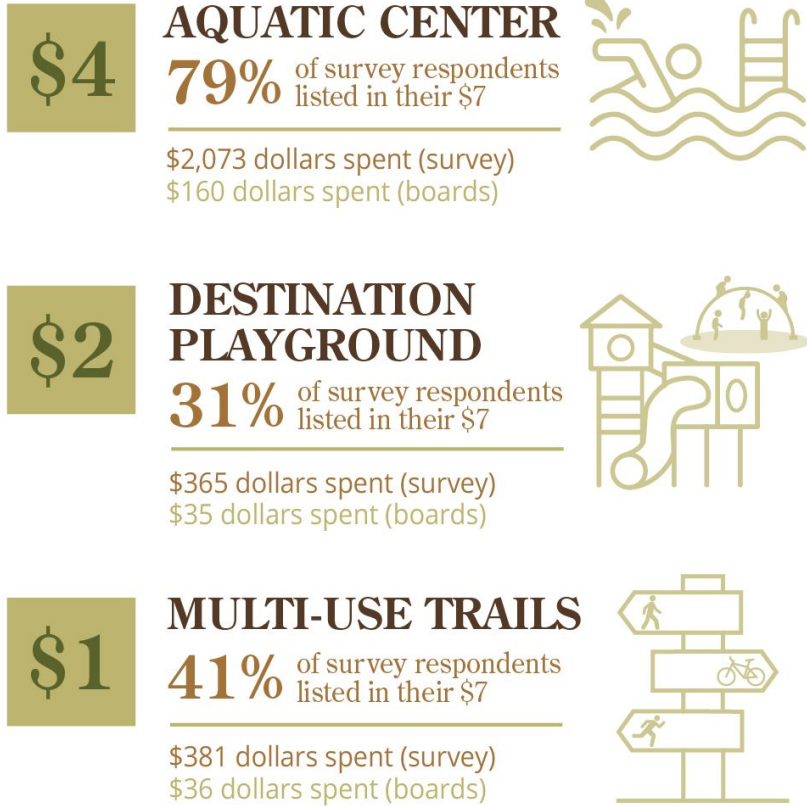 $4
AQUATIC CENTER
79% of survey respondents
listed in their $7
$2,073 dollars spent (survey)
$160 dollars spent (boards)
$2
DESTINATION
PLAYGROUND
31% of survey respondents
listed in their $7
$365 dollars spent (survey)
$35 dollars spent (boards)
$1
MULTI-USE TRAILS
41% of survey respondents
listed in their $7
$381 dollars spent (survey)
$36 dollars spent (boards)